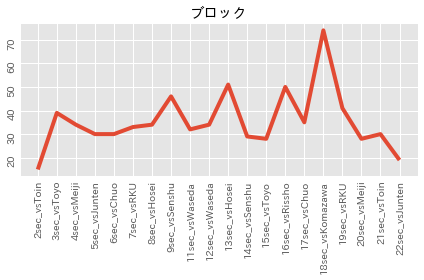 ブロック
70
60
50
40
30
20
2sec_vsToin
3sec_vsToyo
4sec_vsMeiji
5sec_vsJunten
6sec_vsChuo
7sec_vsRKU
8sec_vsHosei
9sec_vsSenshu
11sec_vsWaseda
12sec_vsWaseda
13sec_vsHosei
14sec_vsSenshu
15sec_vsToyo
16sec_vsRissho
17sec_vsChuo
18sec_vsKomazawa
19sec_vsRKU
20sec_vsMeiji
21sec_vsToin
22sec_vsJunten